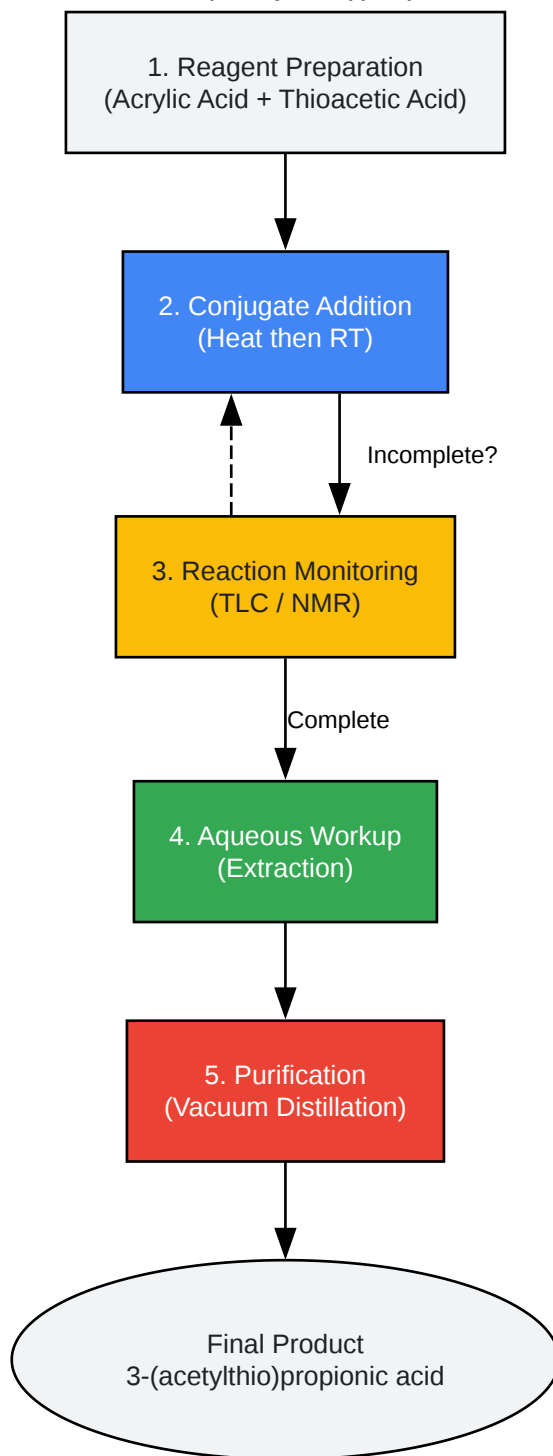 1. Reagent Preparation
(Acrylic Acid + Thioacetic Acid)
2. Conjugate Addition
(Heat then RT)
Incomplete?
3. Reaction Monitoring
(TLC / NMR)
Complete
4. Aqueous Workup
(Extraction)
5. Purification
(Vacuum Distillation)
Final Product
3-(acetylthio)propionic acid